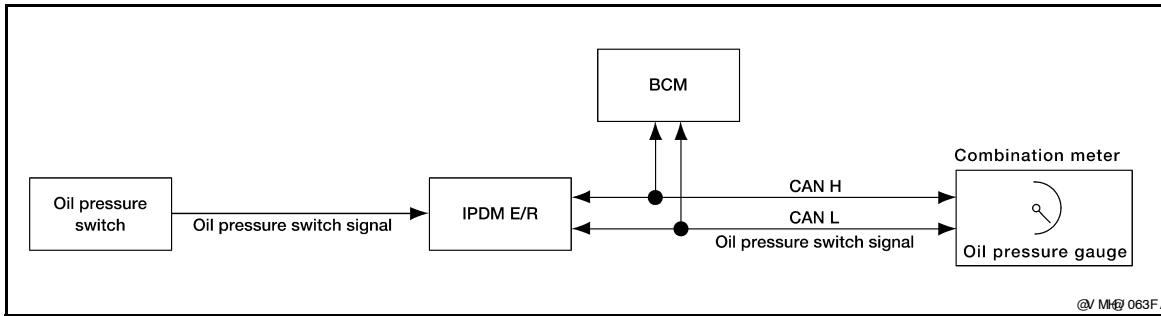 BCM
Combination meter
Oil pressure
switch
Oil pressure switch signal
IPDM E/R
CAN H
CAN L
Oil pressure switch signal
Oil pressure gauge
063F